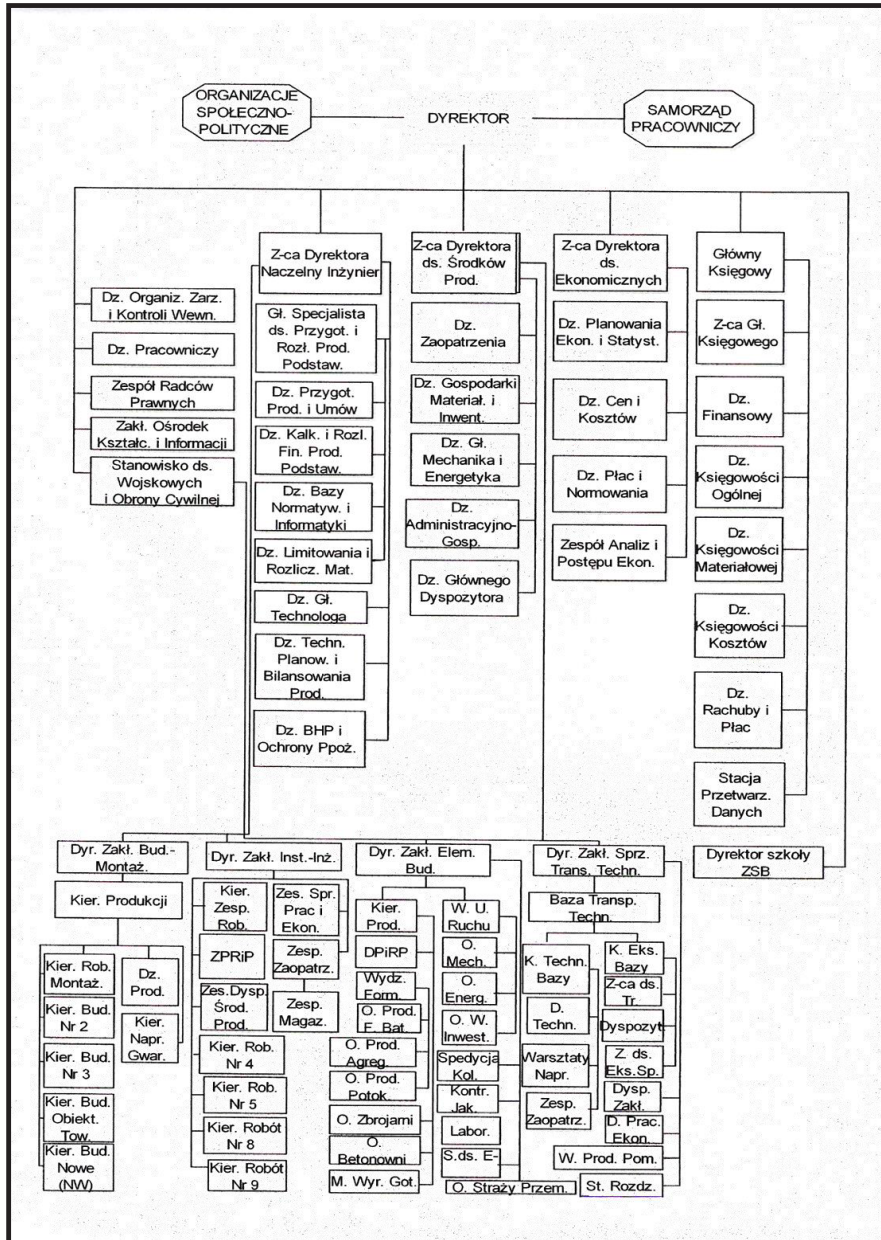 ORGANIZACJE
SPOŁECZNO-
POLITYCZNE
DYREKTOR
SAMORZĄD
PRACOWNICZY
Dz. Organiz. Zarz.
i Kontroli Wewn.
Dz. Pracowniczy
Zespół Radców
Prawnych
Zakł. Ośrodek
Kształc. i Informacji
Stanowisko ds.
Wojskowych
i Obrony Cywilnej
Z-ca Dyrektora
Naczelny Inżynier
Gł. Specjalista
ds. Przygot. i
Rozł. Prod.
Podstaw.
Dz. Przygot.
Prod. i Umów
Dz. Kalk. i Rozl.
Fin. Prod.
Podstaw.
Dz. Bazy
Normatyw. i
Informatyki
Dz. Limitowania i
Rozlicz. Mat.
Dz. Gł.
Technologa
Dz. Techn.
Planow. i
Bilansowania
Prod.
Dz. BHP i
Ochrony Ppoż.
Z-ca Dyrektora
ds. Środków
Prod.
Dz.
Zaopatrzenia
Dz. Gospodarki
Materiał. i
Inwent.
Dz. Gł.
Mechanika i
Energetyka
Dz.
Administracyjno-
Gosp.
Dz. Głównego
Dyspozytora
Z-ca Dyrektora
ds.
Ekonomicznych
Dz. Planowania
Ekon. i Statyst.
Dz. Cen i
Kosztów
Dz. Płac i
Normowania
Zespół Analiz i
Postępu Ekon.
Główny
Księgowy
Z-ca Gł.
Księgowego
Dz.
Finansowy
Dz.
Księgowości
Ogólnej
Dz.
Księgowości
Materiałowej
Dz.
Księgowości
Kosztów
Dz.
Rachuby i
Płac
Stacja
Przetwarz.
Danych
Dyr. Zakł. Bud.-
Montaż.
Kier. Produkcji
Kier. Rob.
Montaż.
Kier. Bud.
Nr 2
Kier. Bud.
Nr 3
Kier. Bud.
Obiekt.
Tow.
Kier. Bud.
Nowe
(NW)
Dz.
Prod.
Kier.
Napr.
Gwar.
Dyr. Zakł. Inst.-Inż.
Kier.
Zesp.
Rob.
ZPRiP
Zes.Dysp.
Środ.
Prod.
Kier. Rob.
Nr 4
Kier. Rob.
Nr 5
Kier. Robót
Nr 8
Kier. Robót
Nr 9
Zes. Spr.
Prac i
Ekon.
Zesp.
Zaopatrz.
Zesp.
Magaz.
Dyr. Zakł. Elem.
Bud.
Kier.
Prod.
DPiRP
Wydz.
Form.
O. Prod.
F. Bat.
O. Prod.
Agreg.
O. Prod.
Potok.
O. Zbrojarni
O.
Betonowni
M. Wyr. Got.
W. U.
Ruchu
O.
Mech.
O.
Energ.
O. W.
Inwest.
Spedycja
Kol.
Kontr.
Jak.
Labor.
S.ds. E-
O. Straży Przem.
Dyr. Zakł. Sprz.
Trans. Techn.
Baza Transp.
Techn.
K. Techn.
Bazy
D.
Techn.
Warsztaty
Napr.
Zesp.
Zaopatrz.
K. Eks.
Bazy
Z-ca ds.
Tr.
Dyspozyt
Z. ds.
Eks.Sp.
Dysp.
Zakł.
D. Prac.
Ekon.
W. Prod. Pom.
St. Rozdz.
Dyrektor szkoły
ZSB